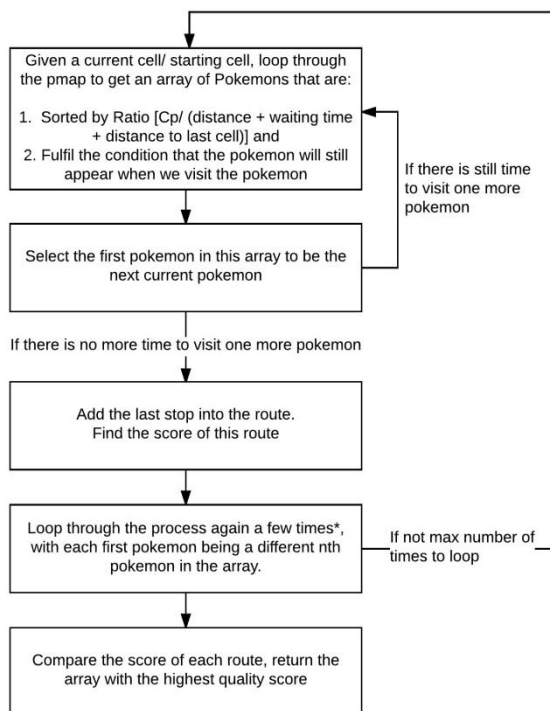 Given a current cell/ starting cell, loop through
the pmap to get an array of Pokemons that are:
1. Sorted by Ratio [Cp/ (distance + waiting time
+ distance to last cell)] and
2. Fulfil the condition that the pokemon will still
appear when we visit the pokemon
If there is still time
to visit one more
pokemon
Select the first pokemon in this array to be the
next current pokemon
If there is no more time to visit one more pokemon
Add the last stop into the route.
Find the score of this route
Loop through the process again a few times*,
with each first pokemon being a different nth
pokemon in the array.
If not max number of
times to loop
Compare the score of each route, return the
array with the highest quality score